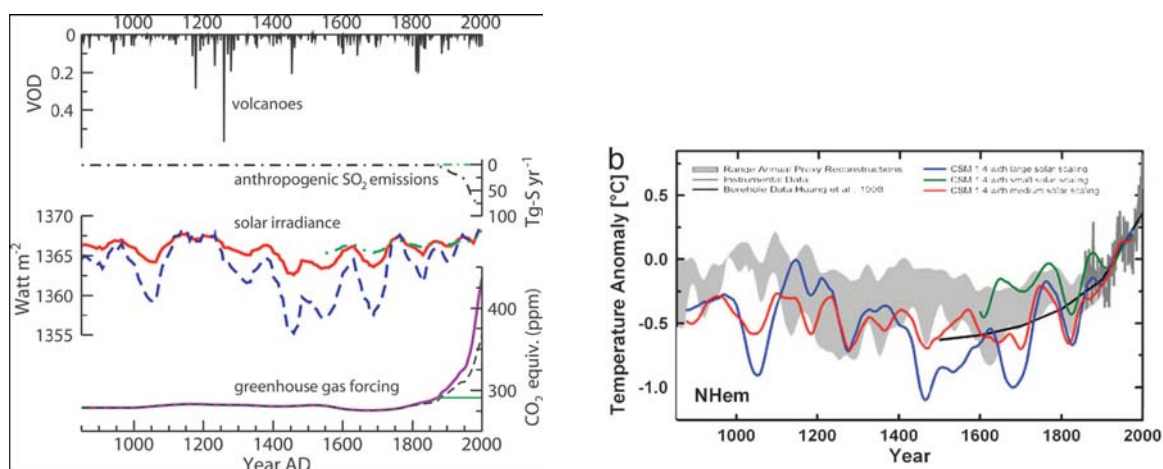 1000 1200 1400 1600 1800 2000
0
0.2
0.4
VOD
volcanoes
anthropogenic SO₂ emissions
0
50
100
Tg-S yr⁻¹
solar irradiance
1370
1365
1360
1355
Watt m⁻²
greenhouse gas forcing
400
290
CO₂ equiv. (ppm)
1000 1200 1400 1600 1800 2000
Year AD
b
Range Annual Proxy Reconstructions
Instrumental Data
Borehole Data Huang et al.,
CSM 1.4 with large solar scaling
CSM 1.4 with small solar scaling
CSM 1.4 with medium solar scaling
0.5
0.0
-0.5
-1.0
Temperature Anomaly [°C]
NHem
1000 1200 1400 1600 1800 2000
Year